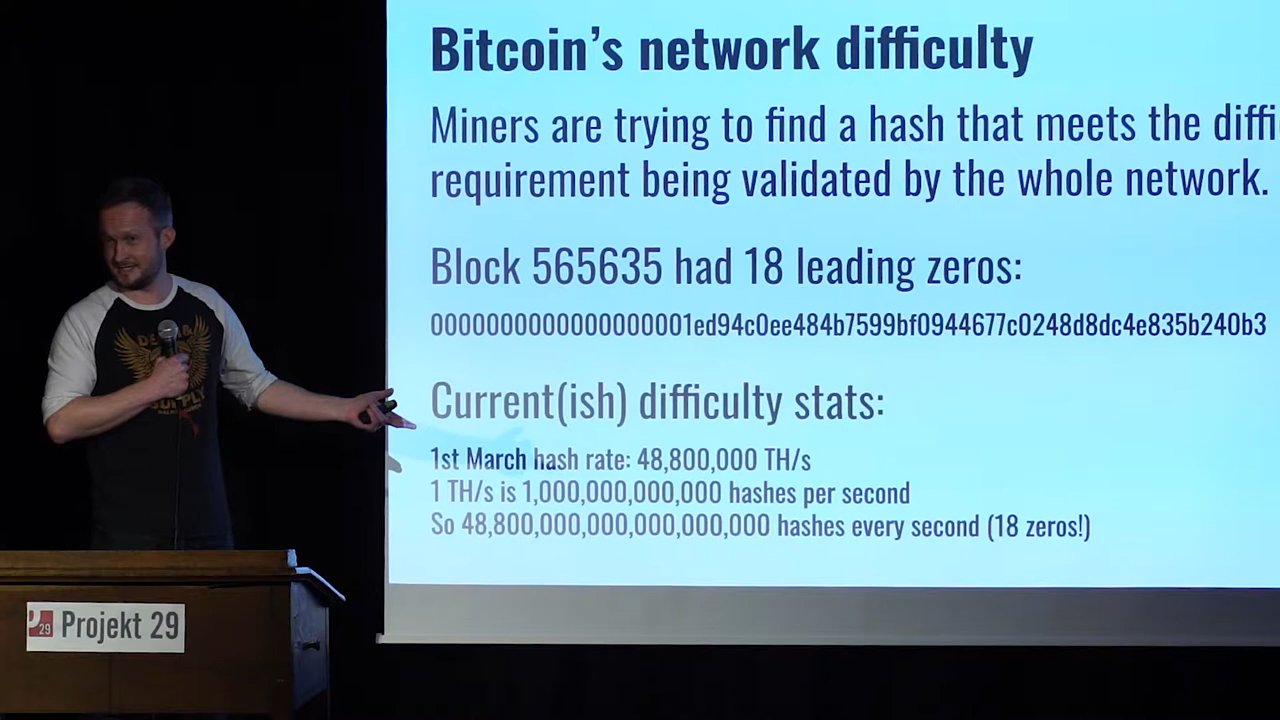 Bitcoin's network difficulty
Miners are trying to find a hash that meets the diffi
requirement being validated by the whole network.
Block 565635 had 18 leading zeros:
0000000000000000001ed94c0ee484b7599bf0944677c0248d8dc4e835b240b3
Current(ish) difficulty stats:
1st March hash rate: 48,800,000 TH/s
1 TH/s is 1,000,000,000,000 hashes per second
So 48,800,000,000,000,000,000 hashes every second (18 zeros!)
29 Projekt 29